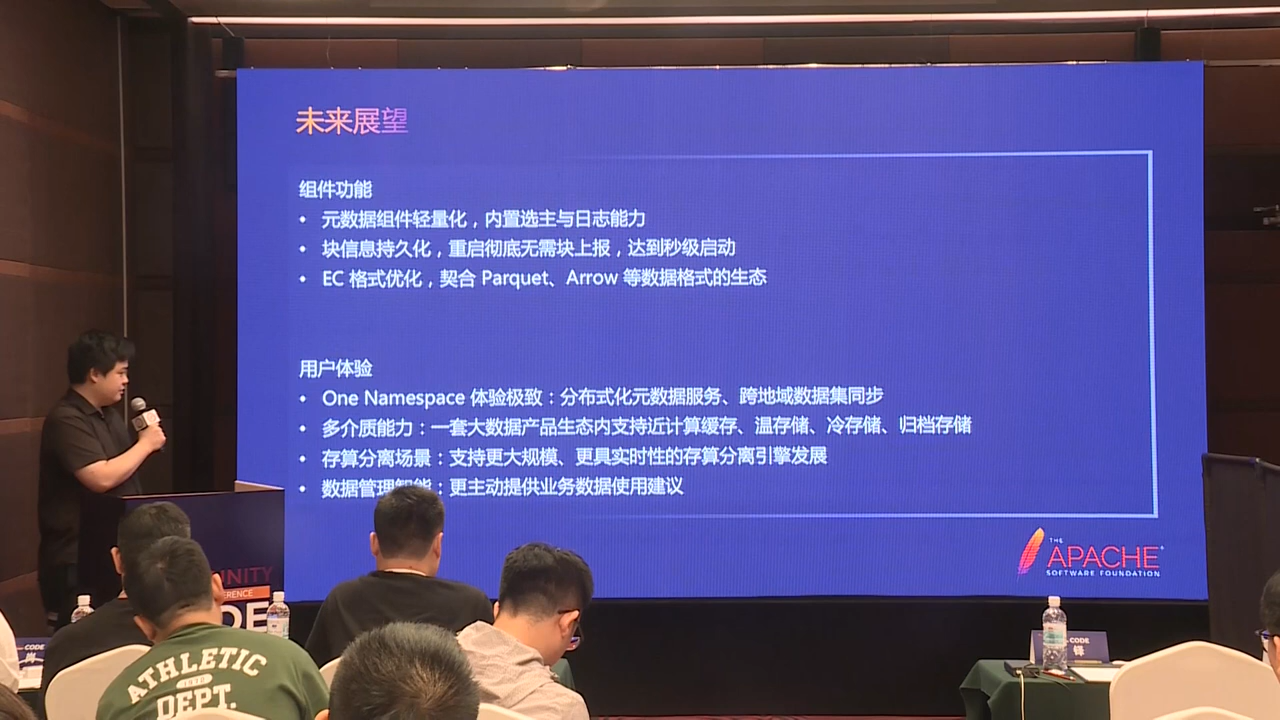 未来展望
组件功能
• 元数据组件轻量化，内置选主与日志能力
• 块信息持久化，重启彻底无需块上报，达到秒级启动
• EC 格式优化，契合 Parquet、Arrow 等数据格式的生态
用户体验
• One Namespace 体验极致：分布式化元数据服务、跨地域数据集同步
• 多介质能力：一套大数据产品生态内支持近计算缓存、温存储、冷存储、归档存储
• 存算分离场景：支持更大规模、更具实时性的存算分离引擎发展
• 数据管理智能：更主动提供业务数据使用建议
THE
APACHE
SOFTWARE FOUNDATION
UNITY
ERENCE
ODE
CODE
CODE
铎
ATHLETIC
DEPT.